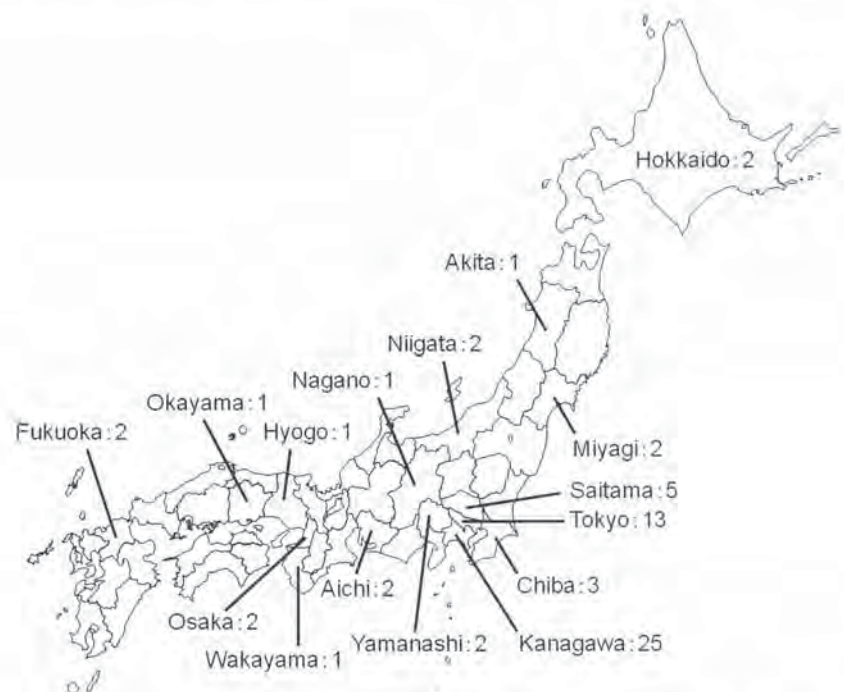 Hokkaido: 2
Akita: 1
Niigata: 2
Nagano: 1
Okayama: 1
Fukuoka: 2
Hyogo: 1
Miyagi: 2
Saitama: 5
Tokyo: 13
Aichi: 2
Chiba: 3
Osaka: 2
Yamanashi: 2
Kanagawa: 25
Wakayama: 1